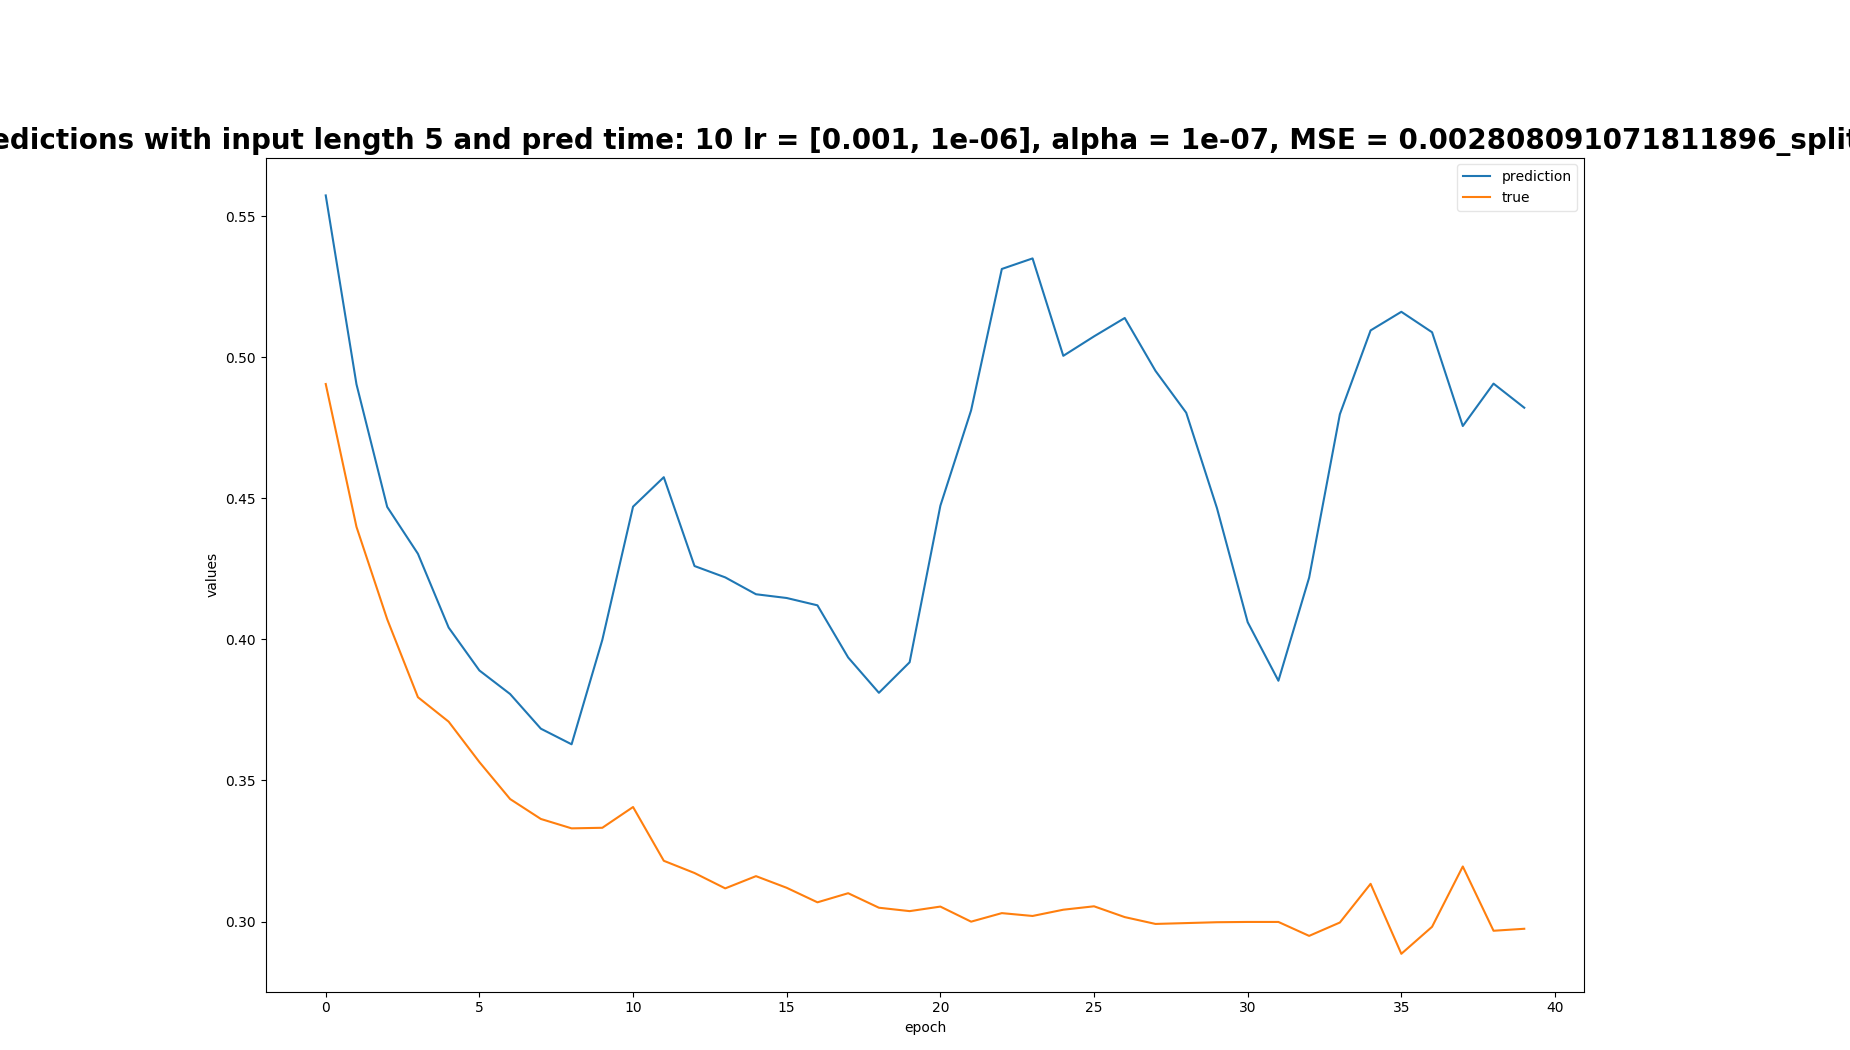 edictions with input length 5 and pred time: 10 lr = [0.001, 1e-06], alpha = 1e-07, MSE = 0.002808091071811896_split
prediction
true
0.55
0.50
0.45
0.40
0.35
0.30
values
0 5 10 15 20 25 30 35 40
epoch